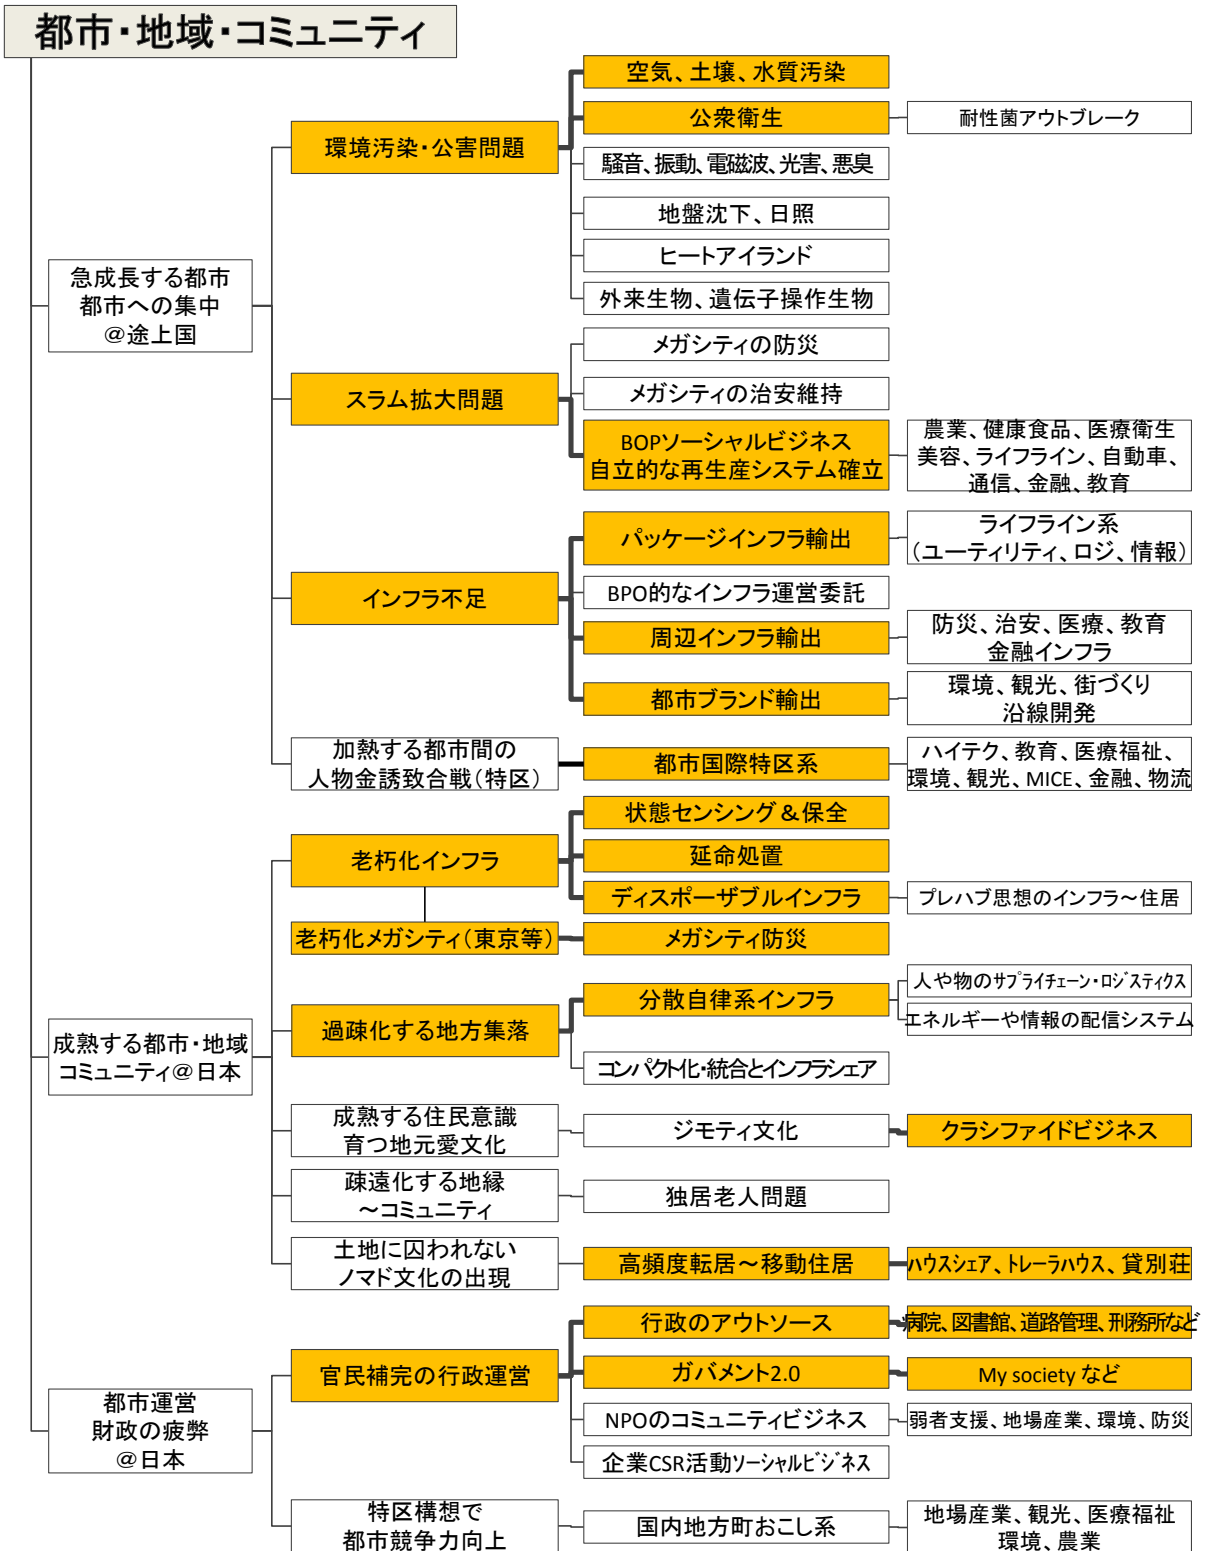 都市・地域・コミュニティ
急成長する都市
都市への集中
@途上国
環境汚染・公害問題
空気、土壌、水質汚染
公衆衛生
耐性菌アウトブレーク
騒音、振動、電磁波、光害、悪臭
地盤沈下、日照
ヒートアイランド
外来生物、遺伝子操作生物
スラム拡大問題
メガシティの防災
メガシティの治安維持
BOPソーシャルビジネス
自立的な再生産システム確立
農業、健康食品、医療衛生
美容、ライフライン、自動車、
通信、金融、教育
インフラ不足
パッケージインフラ輸出
ライフライン系
(ユーティリティ、ロジ、情報)
BPO的なインフラ運営委託
周辺インフラ輸出
防災、治安、医療、教育
金融インフラ
都市ブランド輸出
環境、観光、街づくり
沿線開発
加熱する都市間の
人物金誘致合戦(特区)
都市国際特区系
ハイテク、教育、医療福祉、
環境、観光、MICE、金融、物流
成熟する都市・地域
コミュニティ@日本
老朽化インフラ
状態センシング&保全
延命処置
ディスポーザブルインフラ
プレハブ思想のインフラ~住居
老朽化メガシティ(東京等)
メガシティ防災
過疎化する地方集落
分散自律系インフラ
人や物のサプライチェーン・ロジスティクス
エネルギーや情報の配信システム
コンパクト化・統合とインフラシェア
成熟する住民意識
育つ地元愛文化
ジモティ文化
クラシファイドビジネス
疎遠化する地縁
~コミュニティ
独居老人問題
土地に囚われない
ノマド文化の出現
高頻度転居~移動住居
ハウスシェア、トレーラハウス、貸別荘
都市運営
財政の疲弊
@日本
官民補完の行政運営
行政のアウトソース
病院、図書館、道路管理、刑務所など
ガバメント2.0
My society など
NPOのコミュニティビジネス
弱者支援、地場産業、環境、防災
企業CSR活動ソーシャルビジネス
特区構想で
都市競争力向上
国内地方町おこし系
地場産業、観光、医療福祉
環境、農業